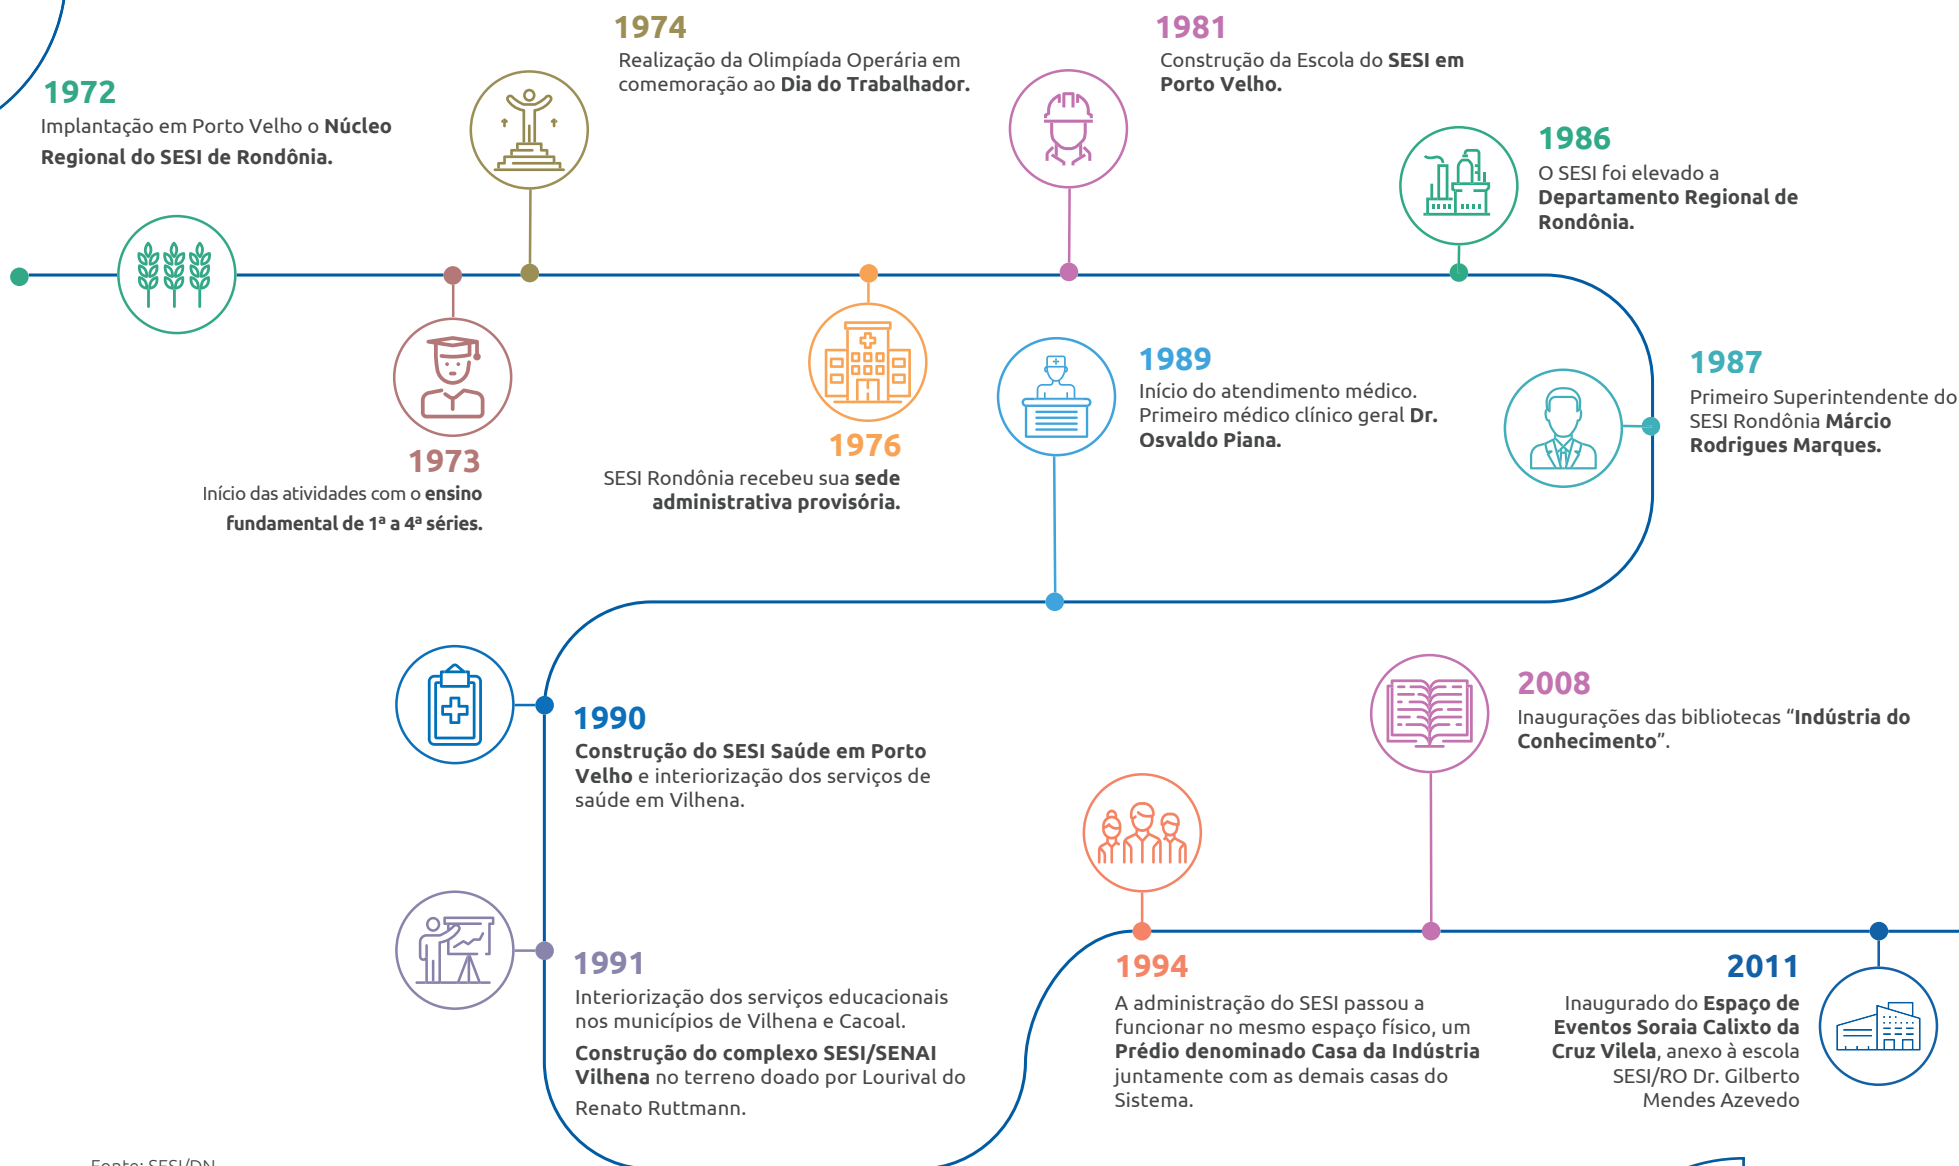 1972
Implantação em Porto Velho o Núcleo
Regional do SESI de Rondônia.
1973
Início das atividades com o ensino
fundamental de 1ª a 4ª séries.
1974
Realização da Olimpíada Operária em
comemoração ao Dia do Trabalhador.
1976
SESI Rondônia recebeu sua sede
administrativa provisória.
1981
Construção da Escola do SESI em
Porto Velho.
1986
O SESI foi elevado a
Departamento Regional de
Rondônia.
1987
Primeiro Superintendente do
SESI Rondônia Márcio
Rodrigues Marques.
1989
Início do atendimento médico.
Primeiro médico clínico geral Dr.
Osvaldo Piana.
1990
Construção do SESI Saúde em Porto
Velho e interiorização dos serviços de
saúde em Vilhena.
1991
Interiorização dos serviços educacionais
nos municípios de Vilhena e Cacoal.
Construção do complexo SESI/SENAI
Vilhena no terreno doado por Lourival do
Renato Ruttmann.
1994
A administração do SESI passou a
funcionar no mesmo espaço físico, um
Prédio denominado Casa da Indústria
juntamente com as demais casas do
Sistema.
2008
Inaugurações das bibliotecas “Indústria do
Conhecimento”.
2011
Inaugurado do Espaço de
Eventos Soraia Calixto da
Cruz Vilela, anexo à escola
SESI/RO Dr. Gilberto
Mendes Azevedo
Fonte: SESI/DN